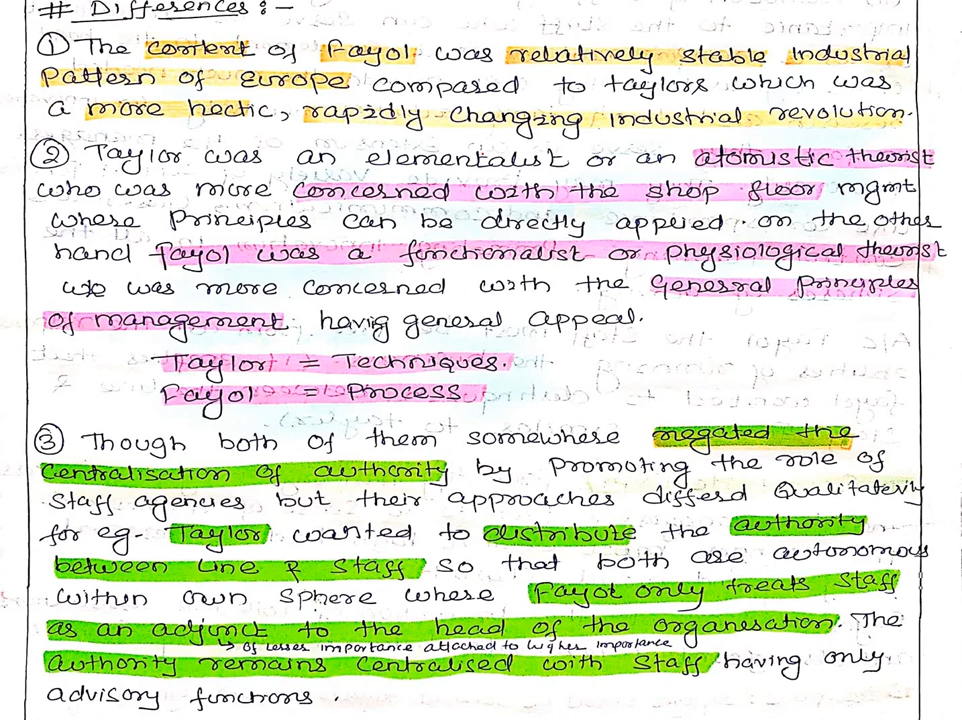 # Differences :-
① The content of Fayol was relatively stable Industrial
Pattern of Europe compared to taylors which was
a more hectic, rapidly changing industrial revolution.
② Taylor was an elementalist or an atomistic theorist
who was more concerned with the shop floor mgmt
where Principles can be directly applied. on the other
hand fayol was a functionalist or physiological theorist
was more concerned with the General Principles
of management havig general appeal.
Taylor = Techniques.
Fayol = Process
③ Though both of them somewhere negated the
Centralisation of authority by promoting the role of
Staff agencies but their approaches differd Qualitatevly
for eg- Taylor wanted to distribute the authority
between Line & Staff so that both are autonomous
within own sphere where Fayol only treats Staff
as an adjunct to the head of the organisation. The
↳ of lesser importance attached to higher importance
authority remains centralised with Staff having only
advisory functions.